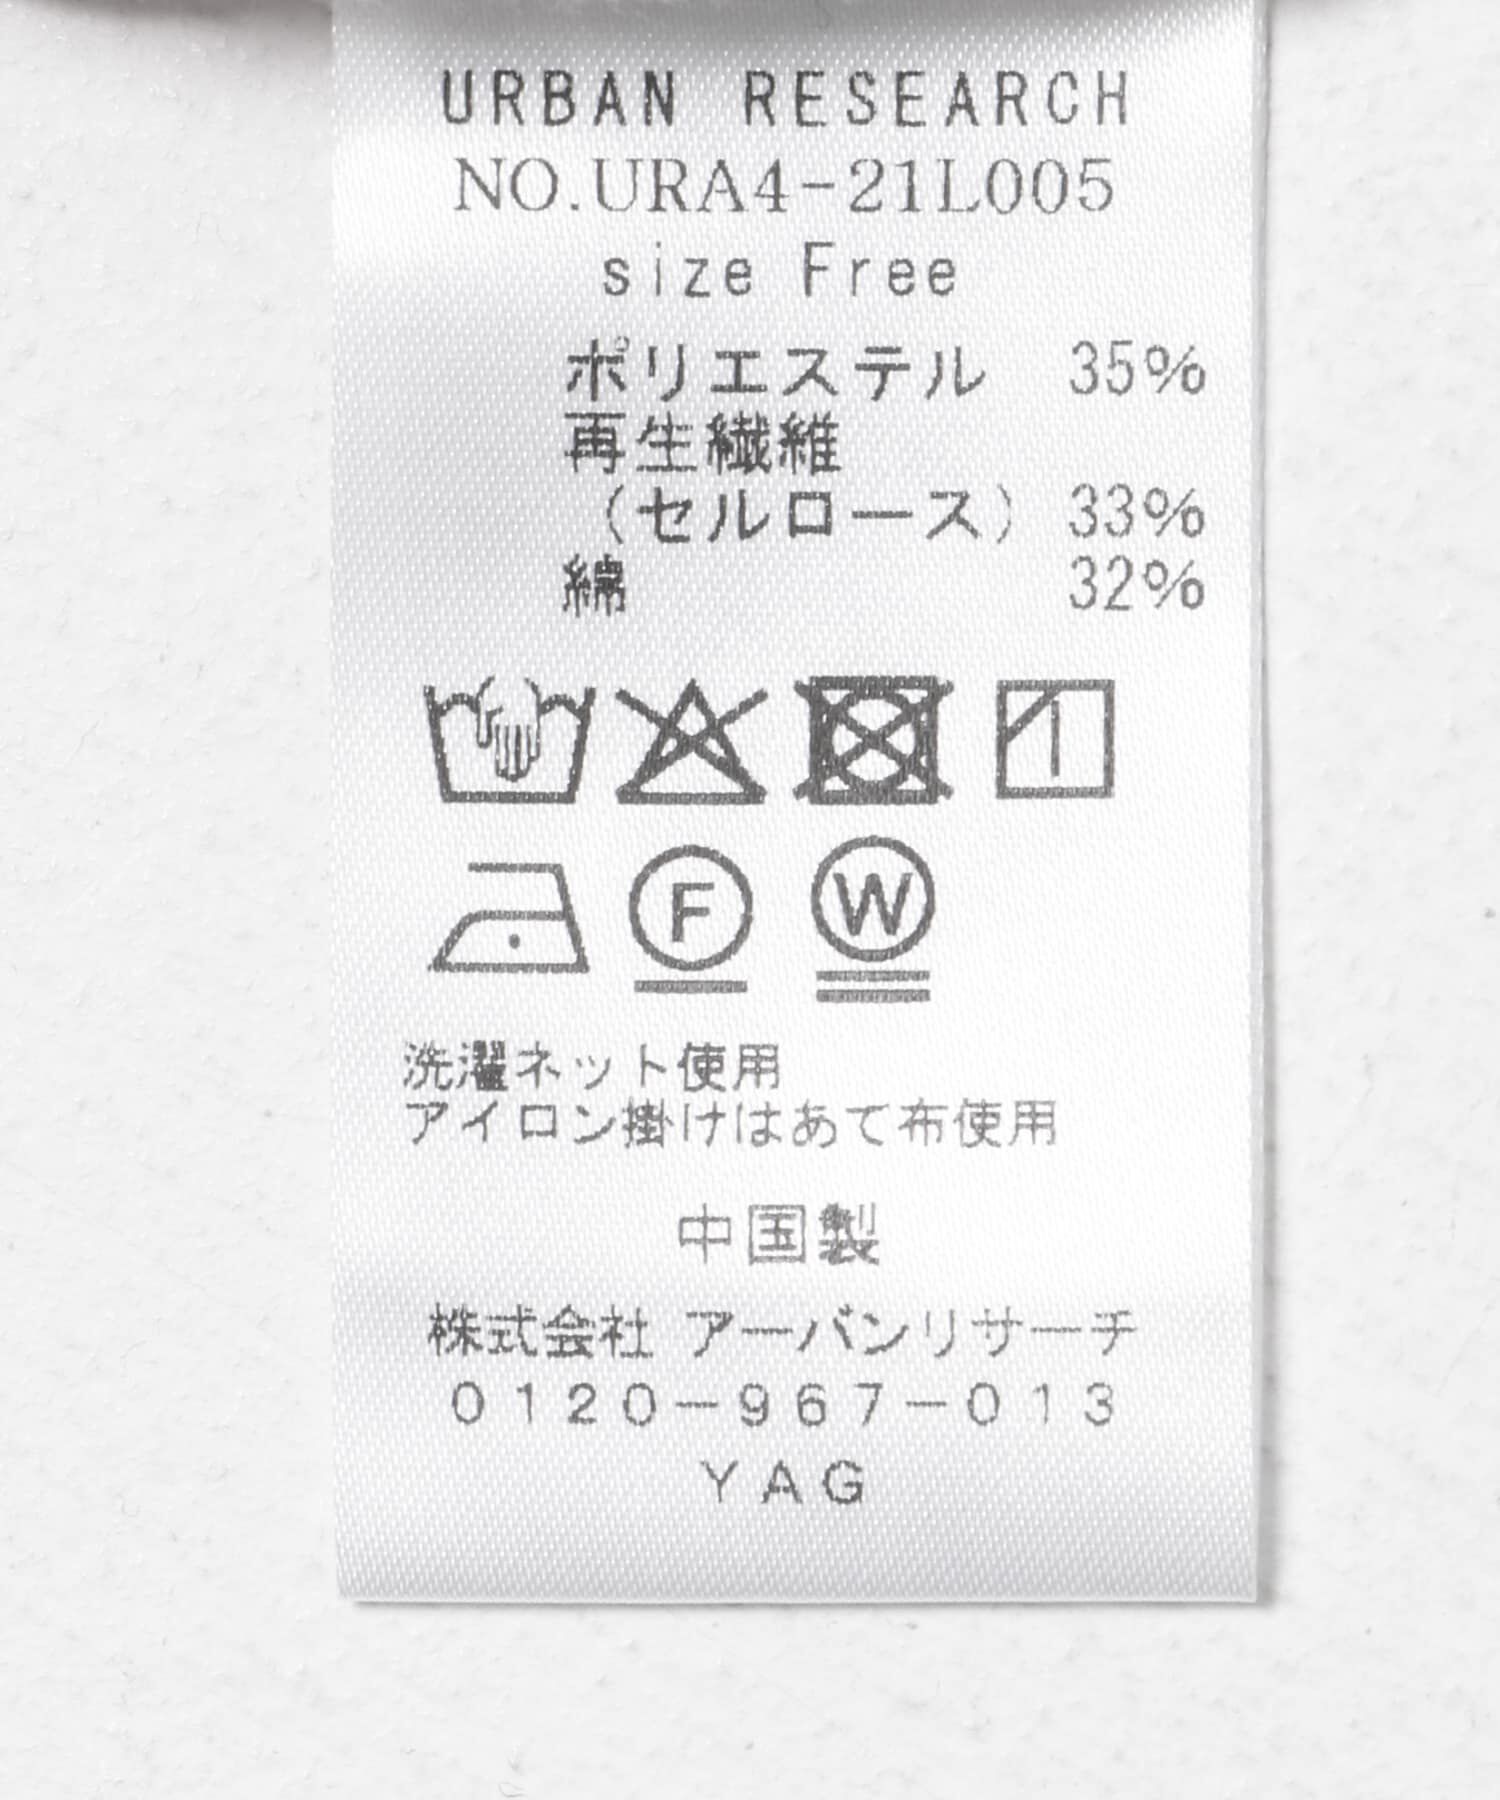 URBAN RESEARCH
NO.URA4-21L005
size Free
ポリエステル 35%
再生繊維
(セルロース) 33%
綿 32%
F W
洗濯ネット使用
アイロン掛けはあて布使用
中国製
株式会社 アーバンリサーチ
0120-967-013
YAG